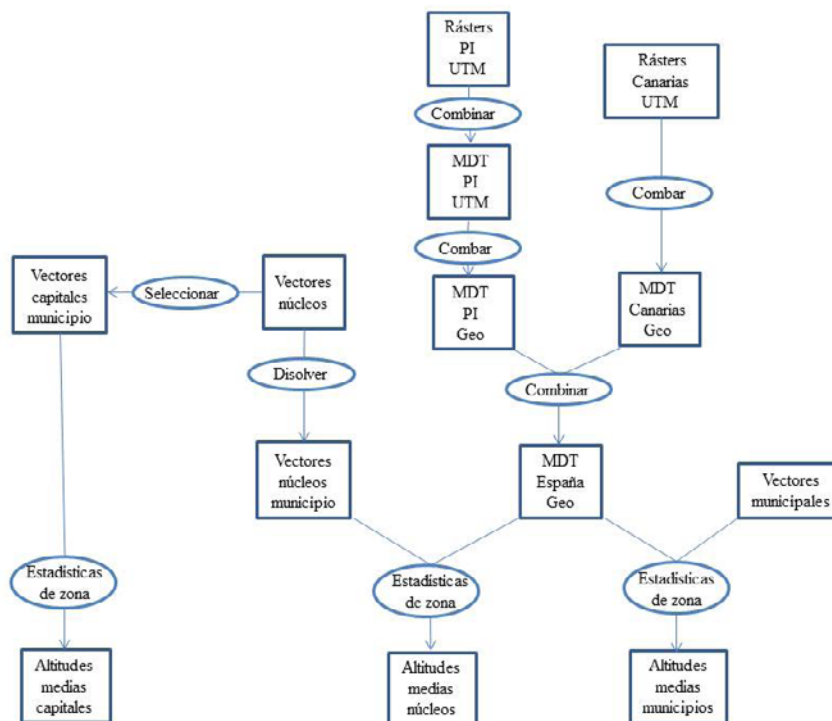 Rásters
PI
UTM
Rásters
Canarias
UTM
Combinar
MDT
PI
UTM
Combar
Combar
Vectores
capitales
municipio
Seleccionar
Vectores
núcleos
MDT
PI
Geo
MDT
Canarias
Geo
Disolver
Combinar
Vectores
núcleos
municipio
MDT
España
Geo
Vectores
municipales
Estadísticas
de zona
Estadísticas
de zona
Estadísticas
de zona
Altitudes
medias
capitales
Altitudes
medias
núcleos
Altitudes
medias
municipios